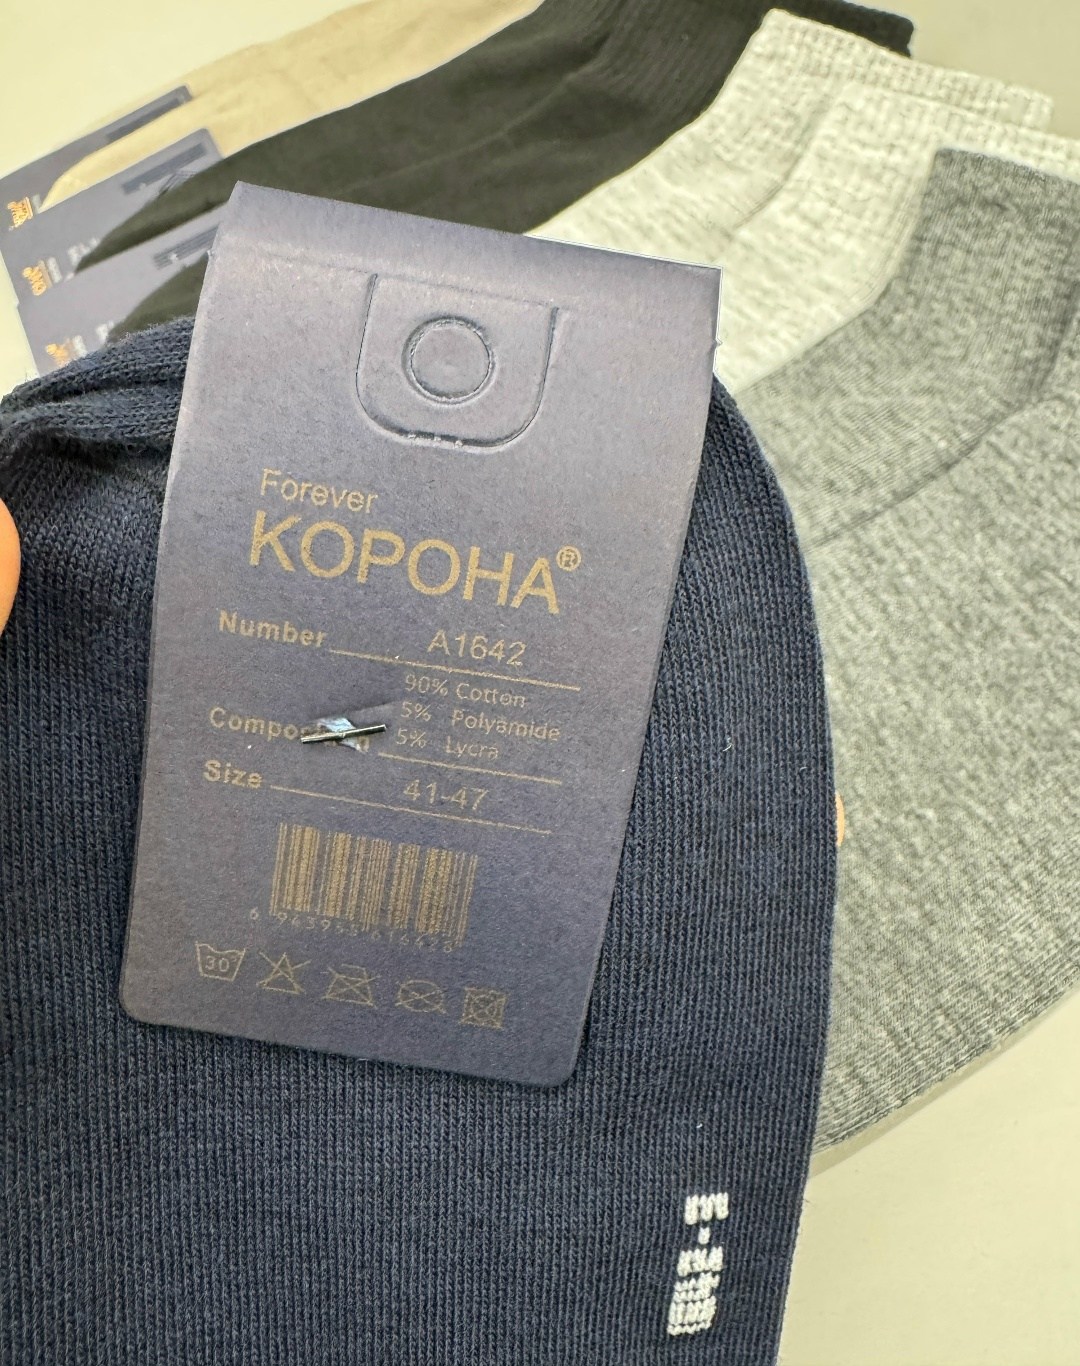 Forever
КОРОНА®
Number A1642
90% Cotton
5% Polyamide
5% Lycra
Size 41-47
30